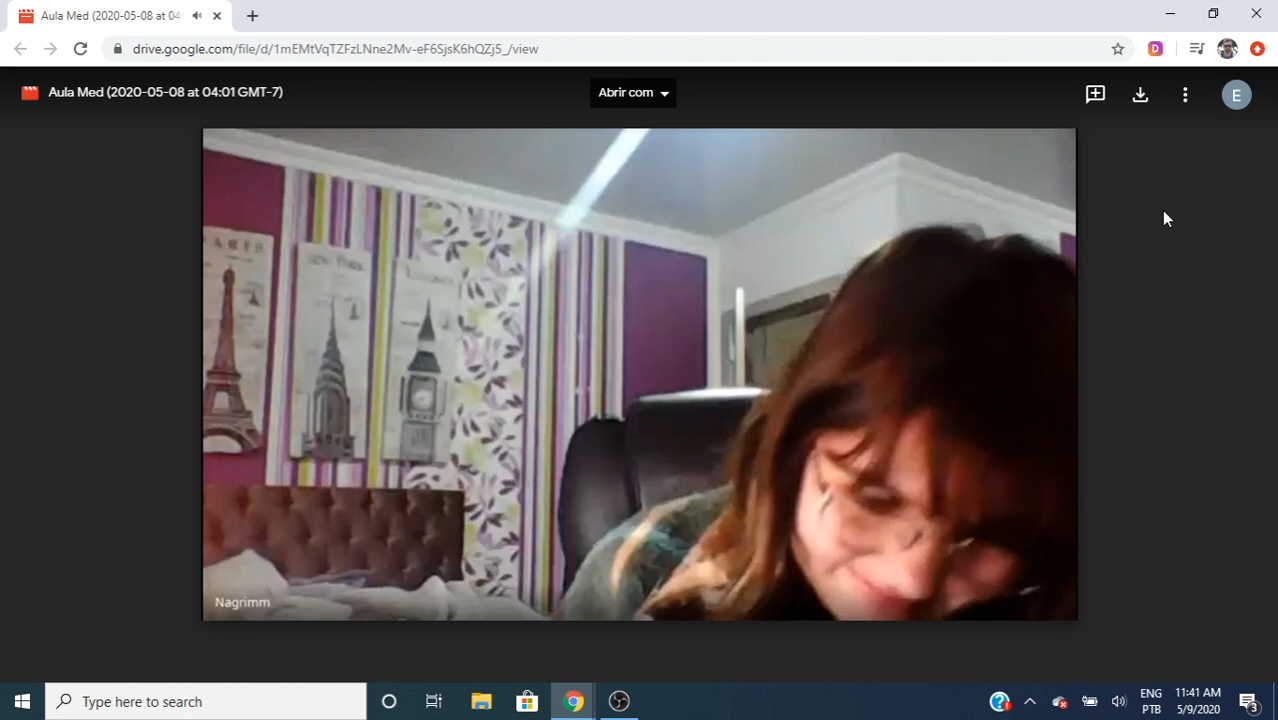 Aula Med (2020-05-08 at 04
drive.google.com/file/d/1mEMtVqTZFzLNne2Mv-eF6SjsK6hQZj5_/view
Aula Med (2020-05-08 at 04:01 GMT-7)
Abrir com
E
PARIS
NEW YORK
Nagrimm
Type here to search
ENG
PTB
11:41 AM
5/9/2020
3